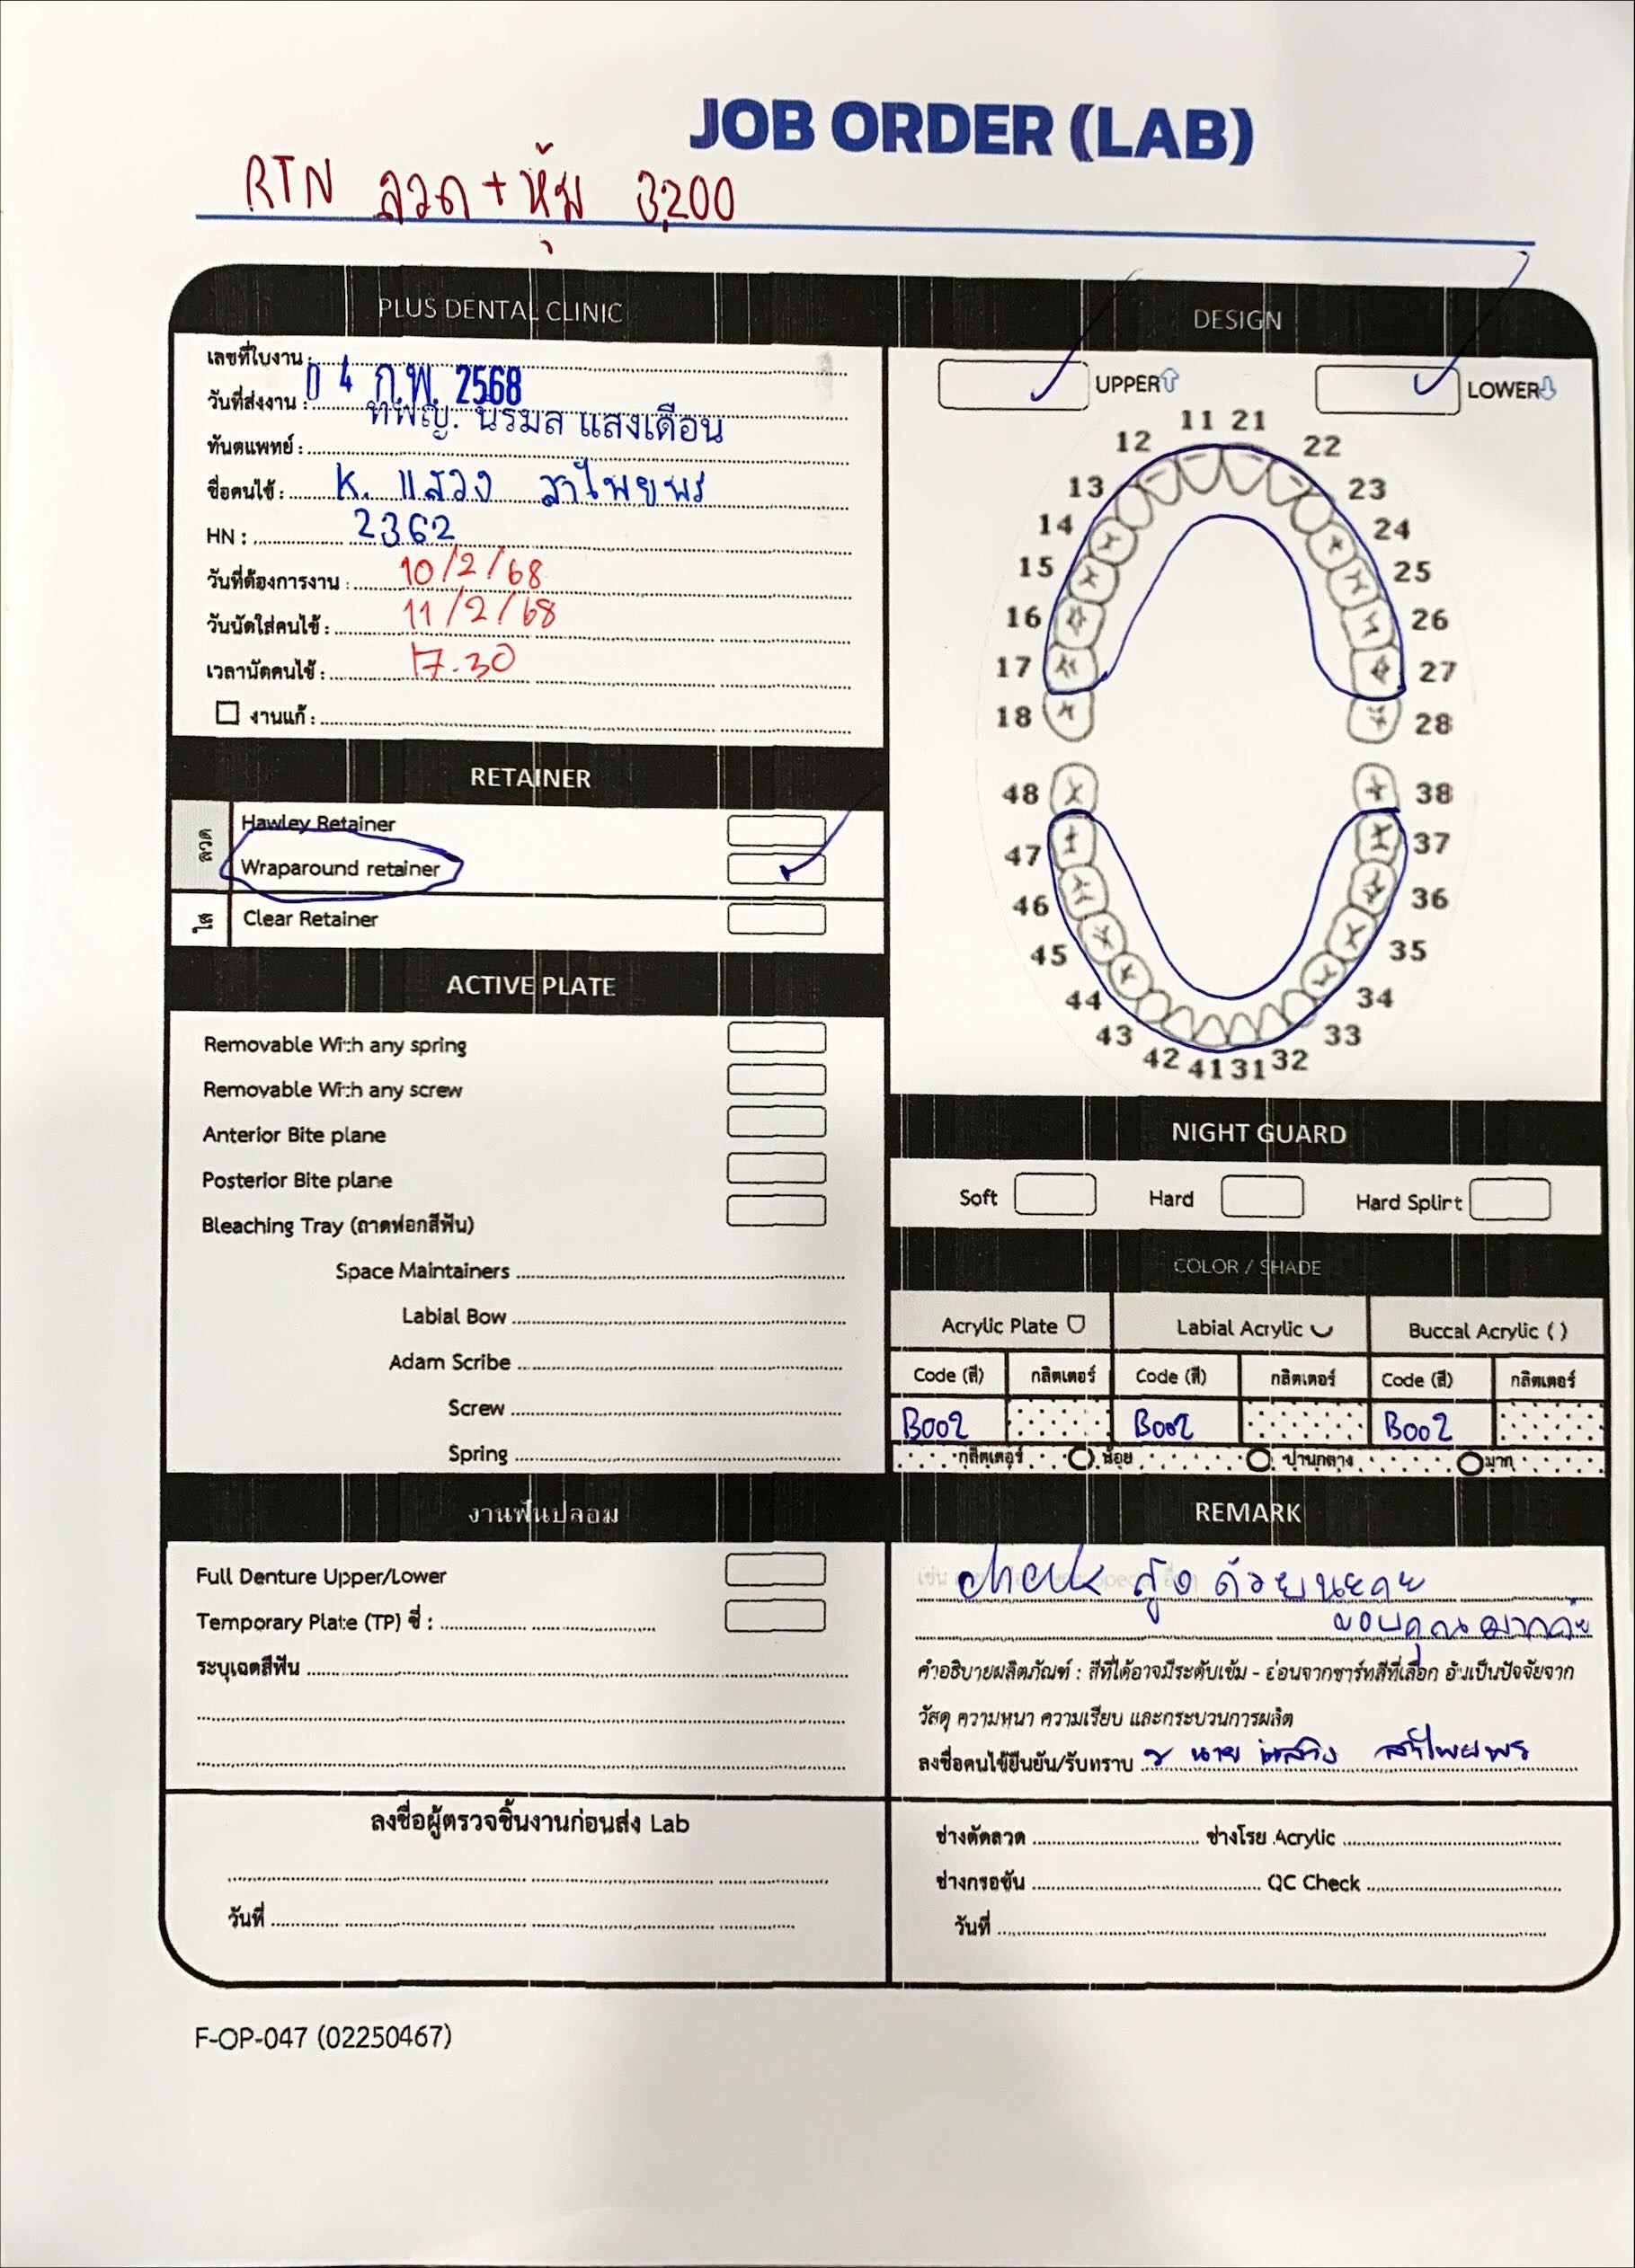 JOB ORDER (LAB)
RTN ลวด + หุ้ม 3,200
PLUS DENTAL CLINIC
เลขที่ใบงาน :
วันที่ส่งงาน : 04 ก.พ. 2568
ทันตแพทย์ : ทพญ. นรมล แสงเดือน
ชื่อคนไข้ : K. แสวง
HN : 2362
วันที่ต้องการงาน : 10/2/68
วันนัดใส่คนไข้ : 11/2/68
เวลานัดคนไข้ : 17.30
งานแก้ :
RETAINER
ลวด
Hawley Retainer
Wraparound retainer
ใส
Clear Retainer
ACTIVE PLATE
Removable With any spring
Removable With any screw
Anterior Bite plane
Posterior Bite plane
Bleaching Tray (ถาดฟอกสีฟัน)
Space Maintainers
Labial Bow
Adam Scribe
Screw
Spring
งานฟันปลอม
Full Denture Upper/Lower
Temporary Plate (TP) ซี่ :
ระบุเฉดสีฟัน
ลงชื่อผู้ตรวจชิ้นงานก่อนส่ง Lab
วันที่
DESIGN
UPPER LOWER
11 21
12 22
13 23
14 24
15 25
16 26
17 27
18 28
48 38
47 37
46 36
45 35
44 34
43 33
42 41 31 32
NIGHT GUARD
Soft Hard Hard Splint
COLOR / SHADE
Acrylic Plate Labial Acrylic Buccal Acrylic ( )
Code (สี) กลิตเตอร์ Code (สี) กลิตเตอร์ Code (สี) กลิตเตอร์
B002 B002 B002
กลิตเตอร์ น้อย ปานกลาง มาก
REMARK
check สูง ด้วยนะคะ
ขอบคุณมากค่ะ
คำอธิบายผลิตภัณฑ์ : สีที่ได้อาจมีระดับเข้ม - อ่อนจากชาร์ทสีที่เลือก อันเป็นปัจจัยจาก
วัสดุ ความหนา ความเรียบ และกระบวนการผลิต
ลงชื่อคนไข้ยืนยัน/รับทราบ นาย แสวง
ช่างดัดลวด ช่างโรย Acrylic
ช่างกรอขัน QC Check
วันที่
F-OP-047 (02250467)